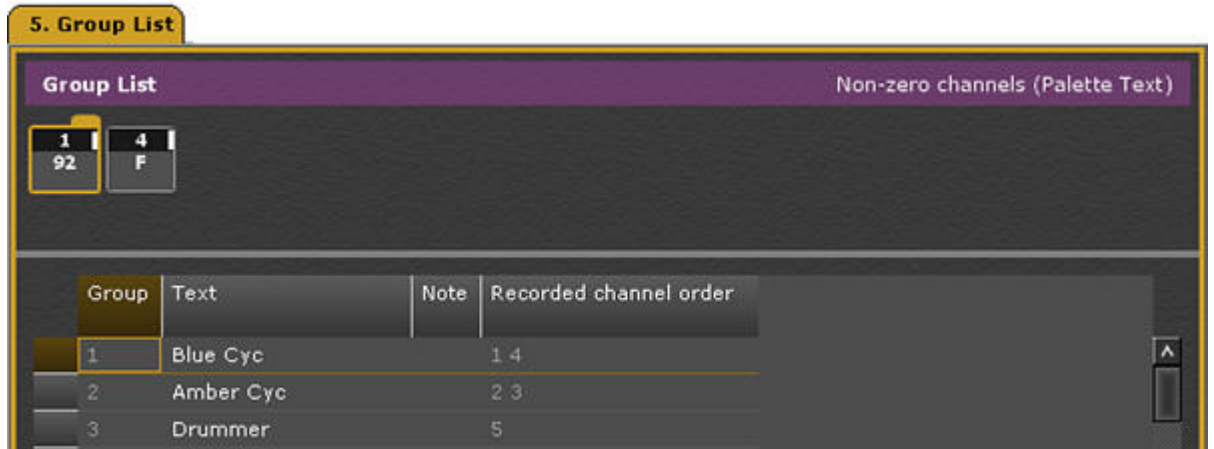 5. Group List
Group List Non-zero channels (Palette Text)
1 4
92 F
Group Text Note Recorded channel order
1 Blue Cyc 1 4
2 Amber Cyc 2 3
3 Drummer 5